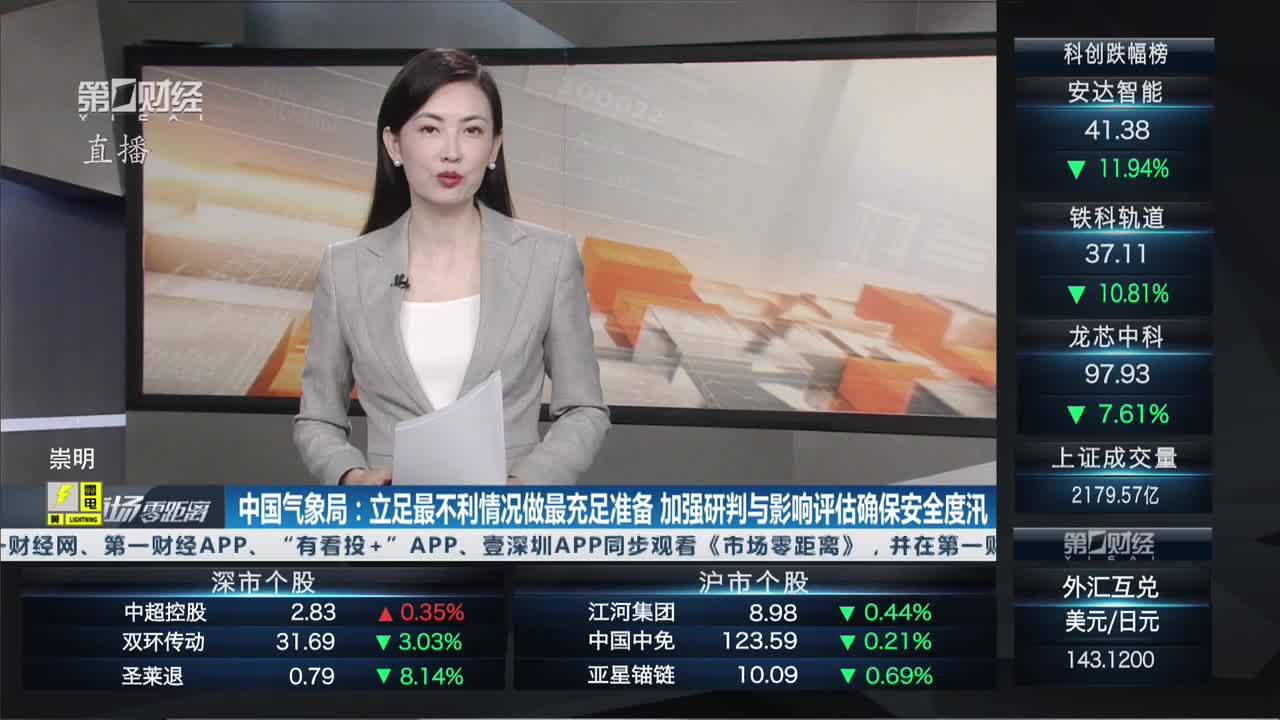 第一财经
YICAI
直播
崇明
雷电
黄 LIGHTNING
市场零距离
中国气象局：立足最不利情况做最充足准备 加强研判与影响评估确保安全度汛
财经网、第一财经APP、“有看投+”APP、壹深圳APP同步观看《市场零距离》，并在第一财
深市个股
中超控股 2.83 ▲ 0.35%
双环传动 31.69 ▼ 3.03%
圣莱退 0.79 ▼ 8.14%
沪市个股
江河集团 8.98 ▼ 0.44%
中国中免 123.59 ▼ 0.21%
亚星锚链 10.09 ▼ 0.69%
科创跌幅榜
安达智能
41.38
▼ 11.94%
铁科轨道
37.11
▼ 10.81%
龙芯中科
97.93
▼ 7.61%
上证成交量
2179.57亿
第一财经
YICAI
外汇互兑
美元/日元
143.1200